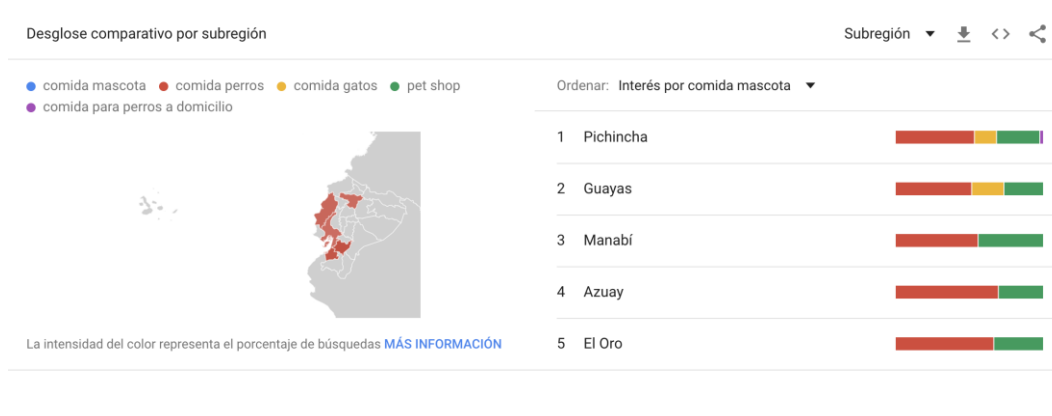 Desglose comparativo por subregión
Subregión
comida mascota comida perros comida gatos pet shop
comida para perros a domicilio
Ordenar: Interés por comida mascota
1 Pichincha
2 Guayas
3 Manabí
4 Azuay
5 El Oro
La intensidad del color representa el porcentaje de búsquedas MÁS INFORMACIÓN